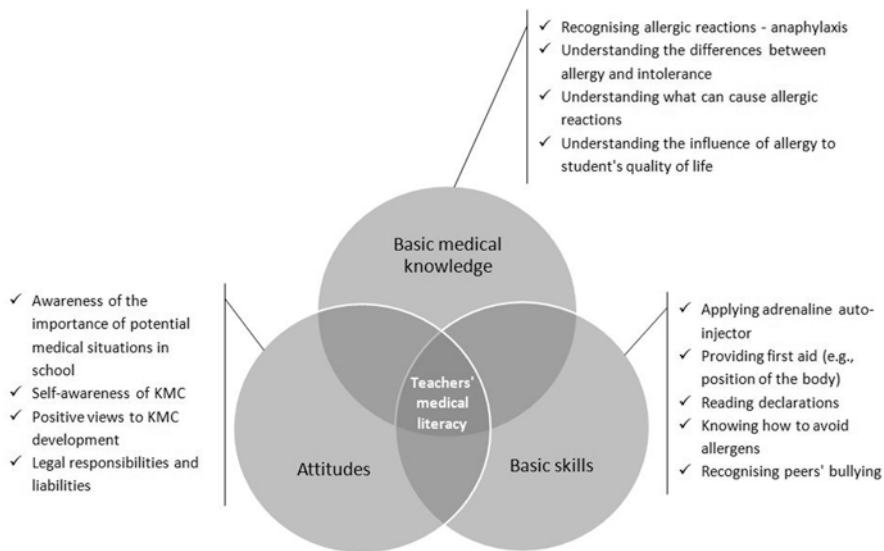 ✓ Recognising allergic reactions - anaphylaxis
✓ Understanding the differences between
allergy and intolerance
✓ Understanding what can cause allergic
reactions
✓ Understanding the influence of allergy to
student's quality of life
Basic medical
knowledge
✓ Awareness of the
importance of potential
medical situations in
school
✓ Self-awareness of KMC
✓ Positive views to KMC
development
✓ Legal responsibilities and
liabilities
Teachers'
medical
literacy
Attitudes
Basic skills
✓ Applying adrenaline auto-
injector
✓ Providing first aid (e.g.,
position of the body)
✓ Reading declarations
✓ Knowing how to avoid
allergens
✓ Recognising peers' bullying